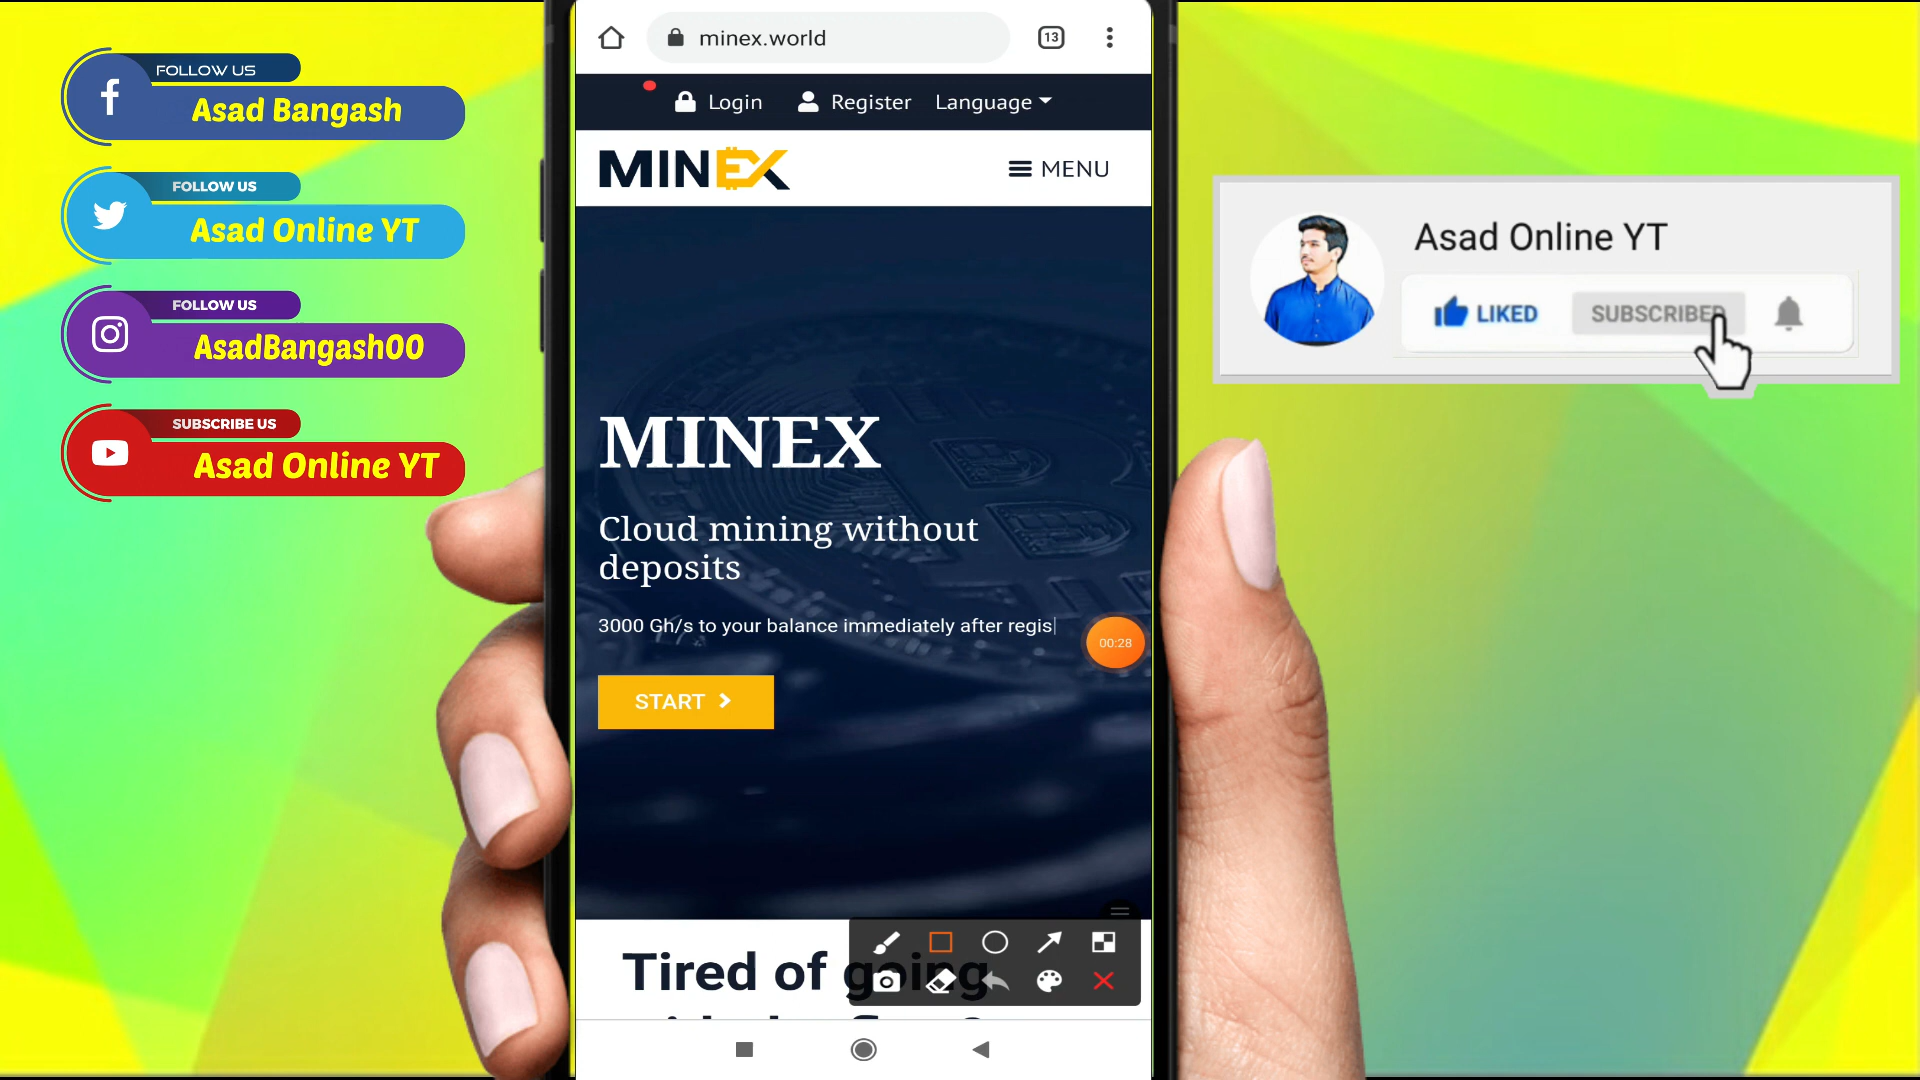 FOLLOW US
Asad Bangash
FOLLOW US
Asad Online YT
FOLLOW US
AsadBangash00
SUBSCRIBE US
Asad Online YT
minex.world
13
Login
Register
Language
MINEX
MENU
MINEX
Cloud mining without
deposits
3000 Gh/s to your balance immediately after regis
00:28
START
Tired of going
Asad Online YT
LIKED
SUBSCRIBED